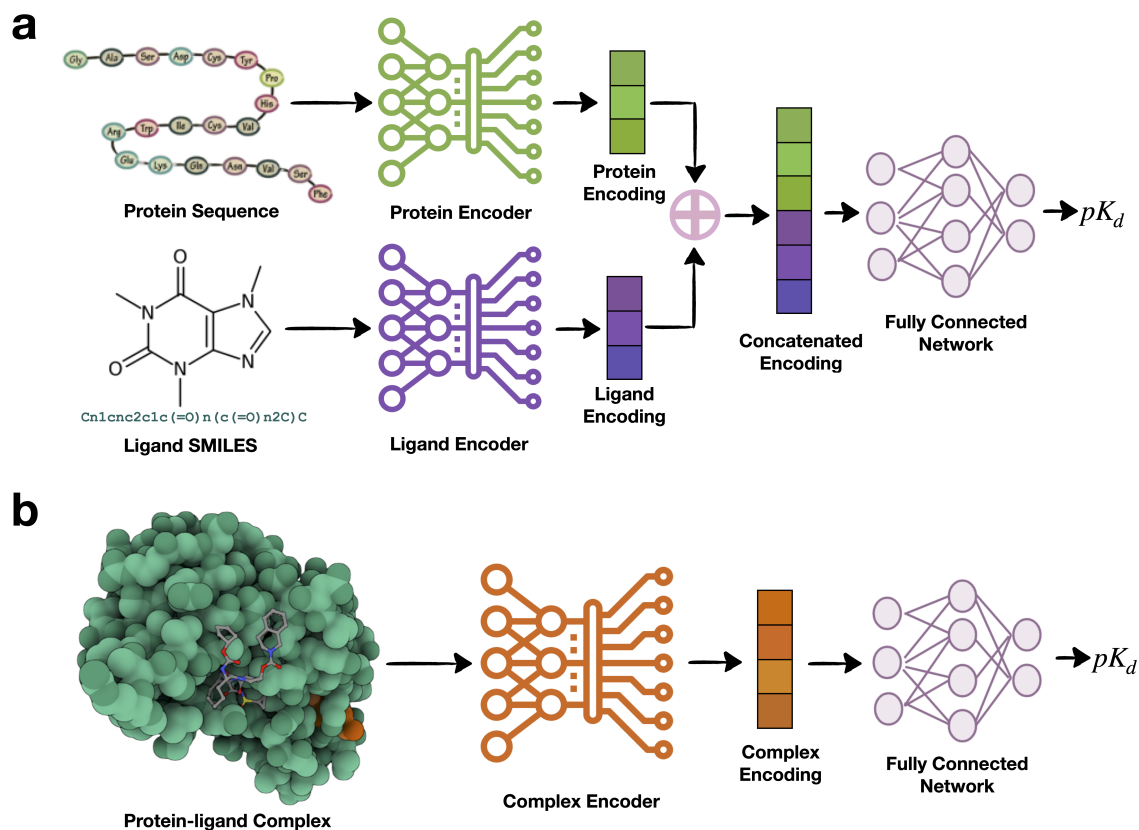 a
Gly Ala Ser Asp Cys Tyr
Pro
His
Arg Trp Ile Cys Val
Glu Lys Gln Asn Val Ser
Phe
Protein Sequence
Protein Encoder
Protein
Encoding
O
N
N
O
N
N
Cn1cnc2c1c(=O)n(c(=O)n2C)C
Ligand SMILES
Ligand Encoder
Ligand
Encoding
Concatenated
Encoding
Fully Connected
Network
pKd
b
Protein-ligand Complex
Complex Encoder
Complex
Encoding
Fully Connected
Network
pKd